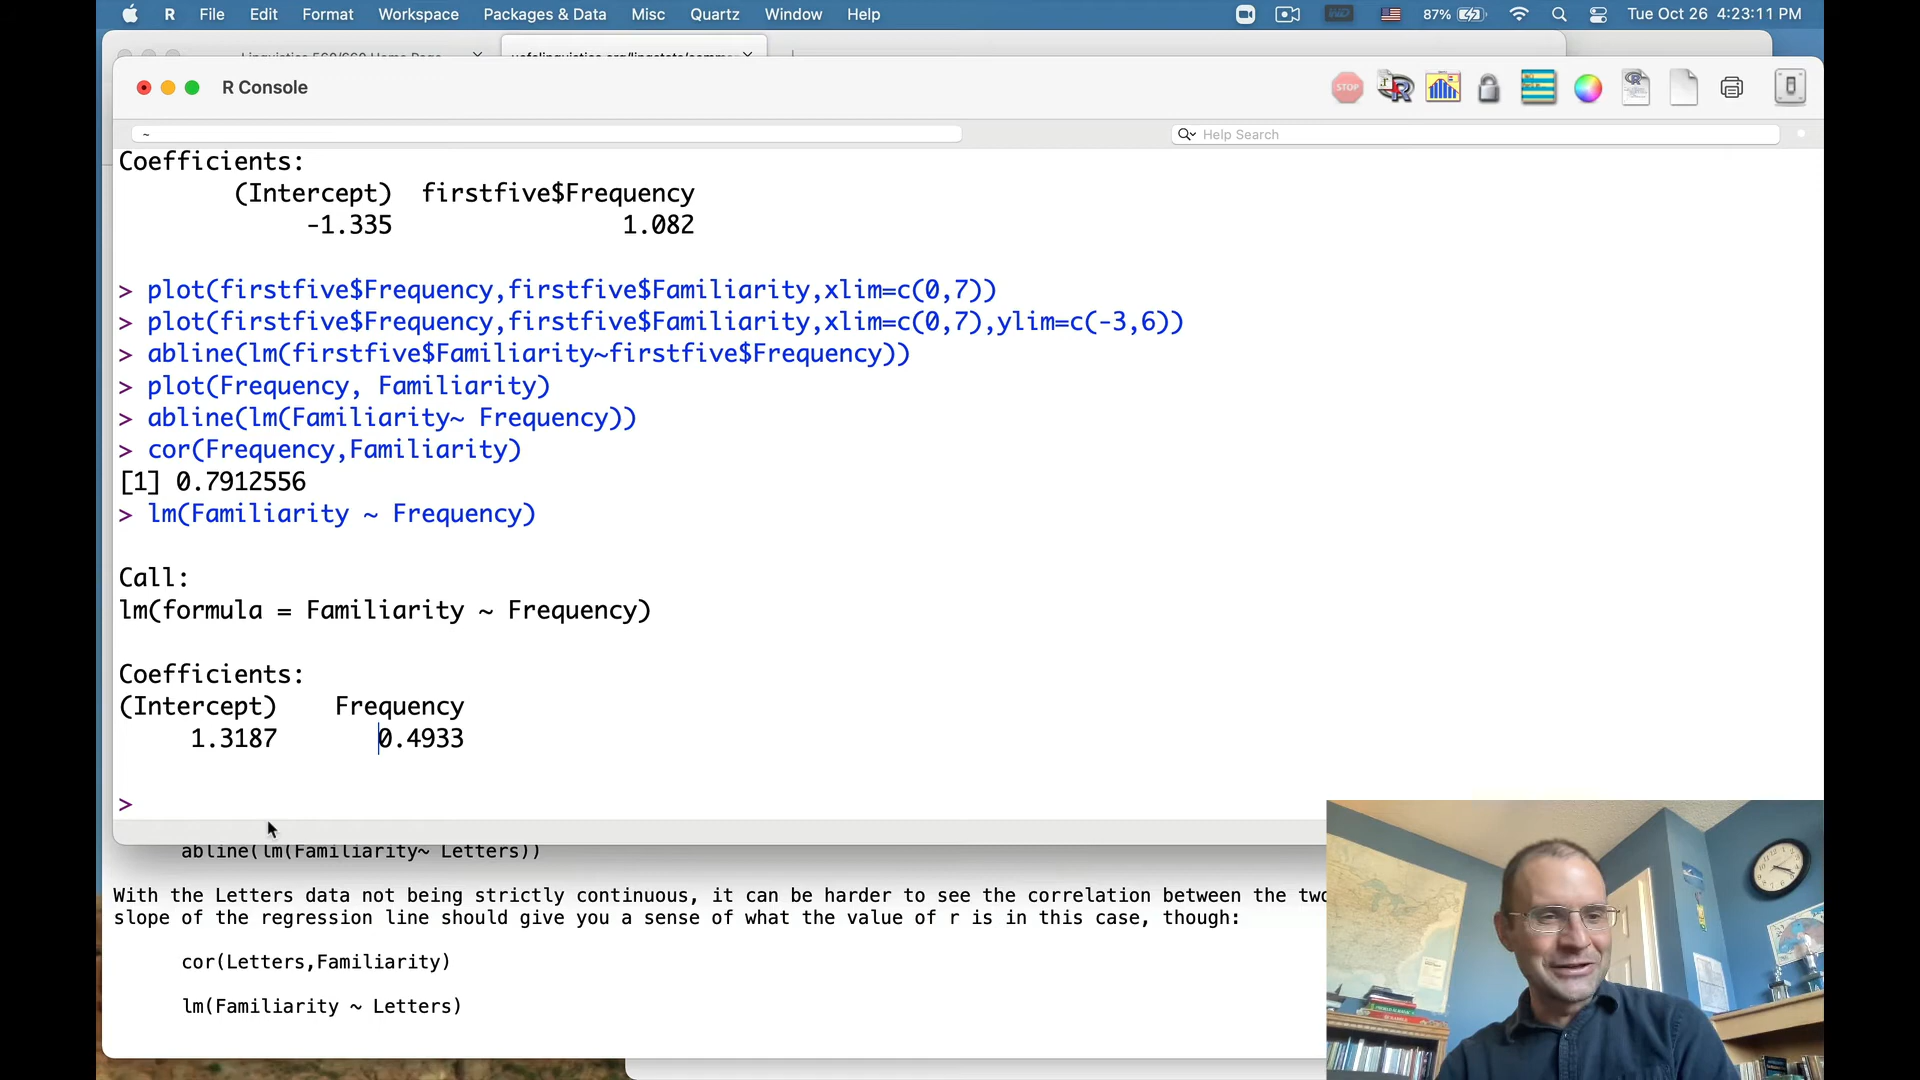 R File Edit Format Workspace Packages & Data Misc Quartz Window Help 87% Tue Oct 26 4:23:11 PM
R Console
STOP
~
Help Search
Coefficients:
(Intercept) firstfive$Frequency
-1.335 1.082
> plot(firstfive$Frequency,firstfive$Familiarity,xlim=c(0,7))
> plot(firstfive$Frequency,firstfive$Familiarity,xlim=c(0,7),ylim=c(-3,6))
> abline(lm(firstfive$Familiarity~firstfive$Frequency))
> plot(Frequency, Familiarity)
> abline(lm(Familiarity~ Frequency))
> cor(Frequency,Familiarity)
[1] 0.7912556
> lm(Familiarity ~ Frequency)
Call:
lm(formula = Familiarity ~ Frequency)
Coefficients:
(Intercept) Frequency
1.3187 0.4933
>
abline(lm(Familiarity~ Letters))
With the Letters data not being strictly continuous, it can be harder to see the correlation between the two
slope of the regression line should give you a sense of what the value of r is in this case, though:
cor(Letters,Familiarity)
lm(Familiarity ~ Letters)